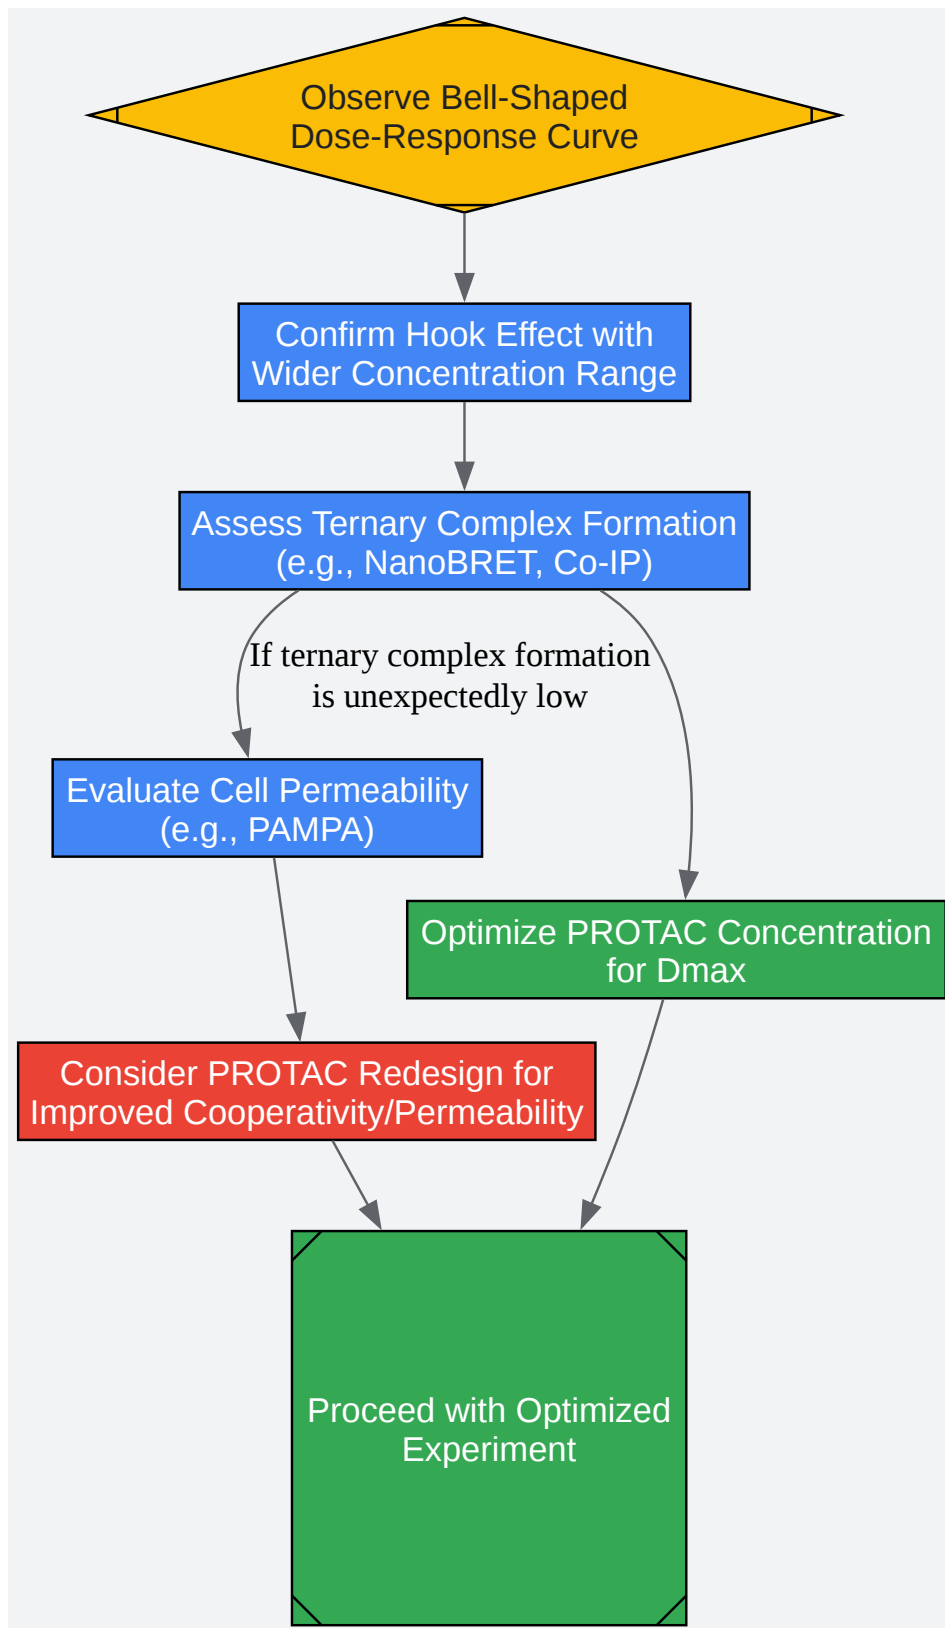 Observe Bell-Shaped
Dose-Response Curve
Confirm Hook Effect with
Wider Concentration Range
Assess Ternary Complex Formation
(e.g., NanoBRET, Co-IP)
If ternary complex formation
is unexpectedly low
Evaluate Cell Permeability
(e.g., PAMPA)
Optimize PROTAC Concentration
for Dmax
Consider PROTAC Redesign for
Improved Cooperativity/Permeability
Proceed with Optimized
Experiment